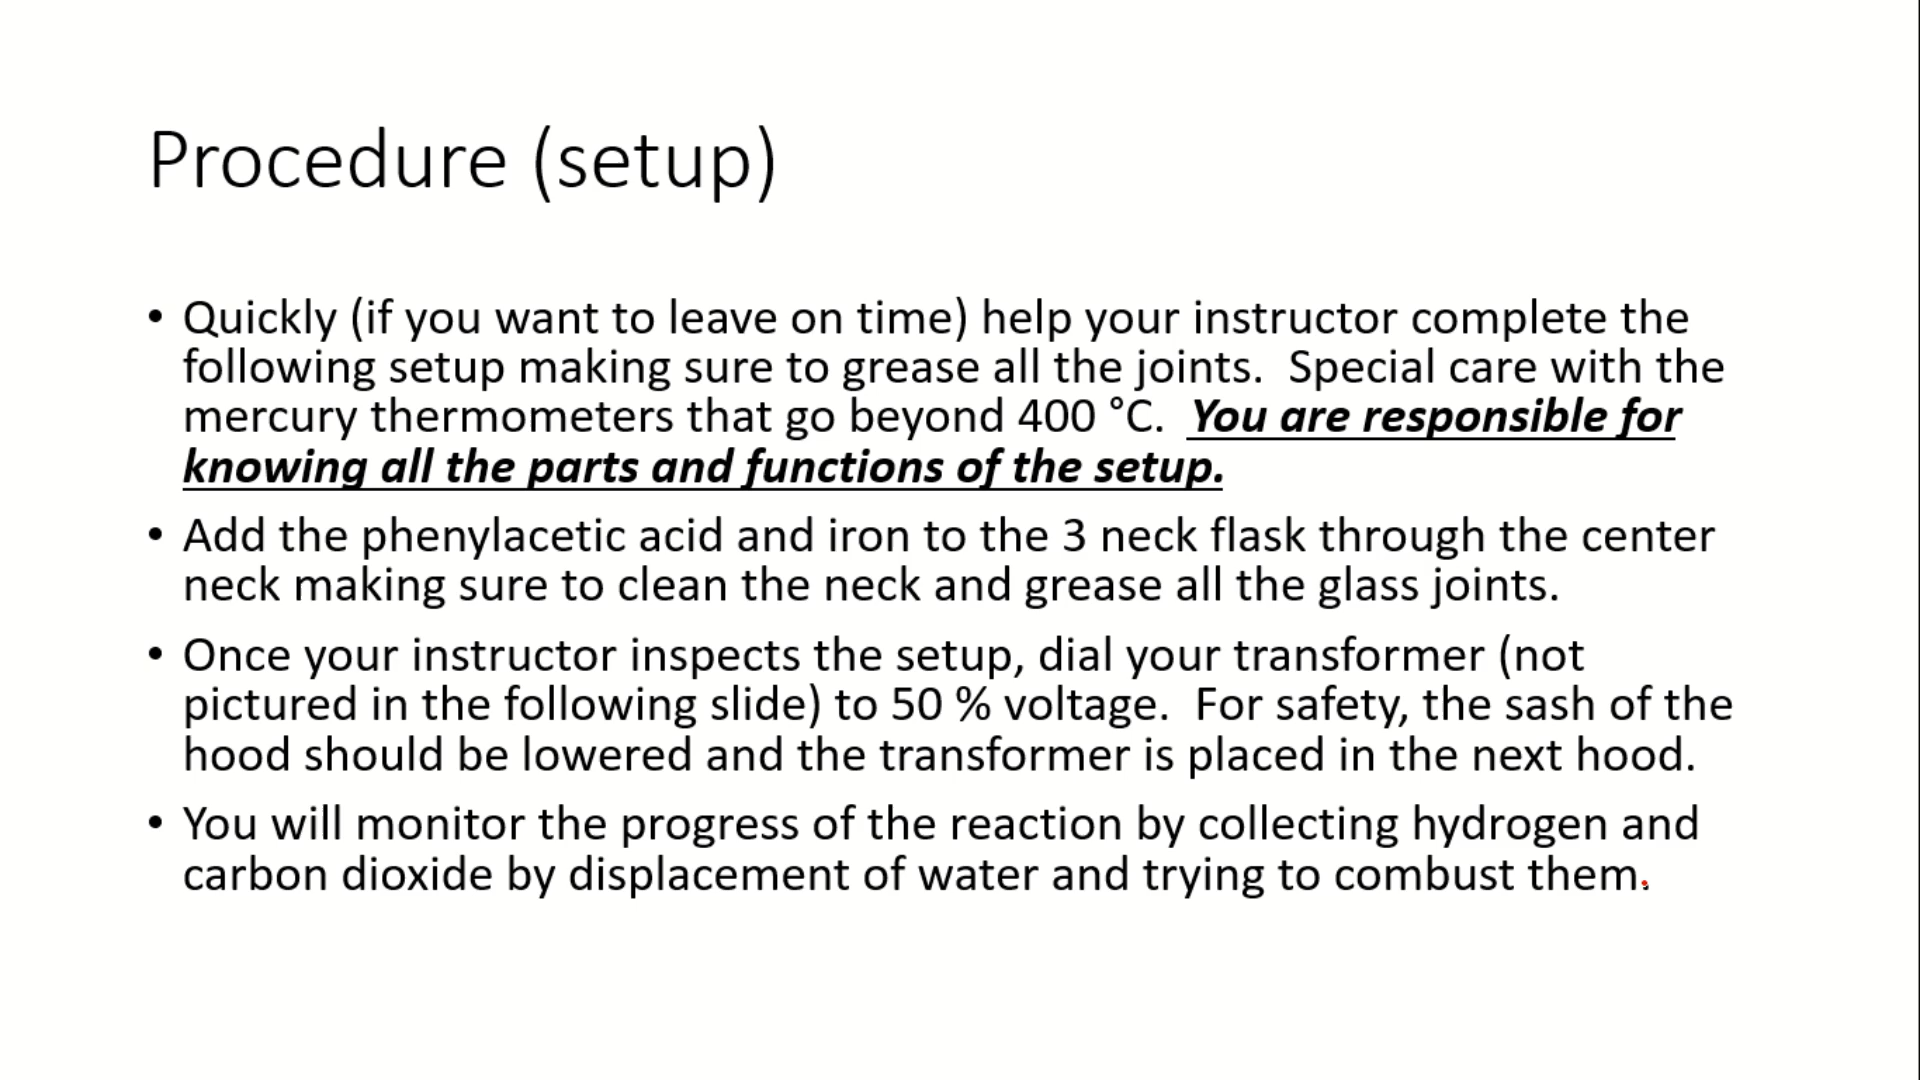 Procedure (setup)
• Quickly (if you want to leave on time) help your instructor complete the
following setup making sure to grease all the joints.  Special care with the
mercury thermometers that go beyond 400 °C.  You are responsible for
knowing all the parts and functions of the setup.
• Add the phenylacetic acid and iron to the 3 neck flask through the center
neck making sure to clean the neck and grease all the glass joints.
• Once your instructor inspects the setup, dial your transformer (not
pictured in the following slide) to 50 % voltage.  For safety, the sash of the
hood should be lowered and the transformer is placed in the next hood.
• You will monitor the progress of the reaction by collecting hydrogen and
carbon dioxide by displacement of water and trying to combust them.